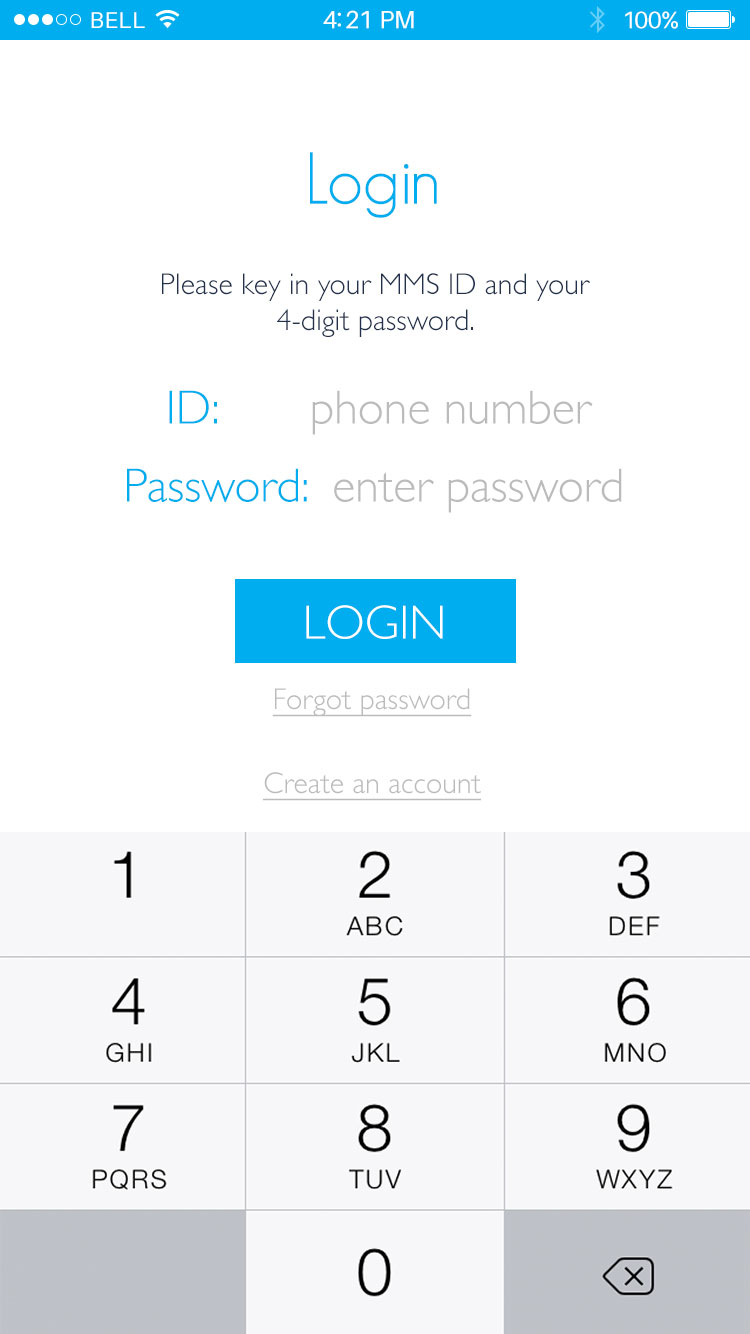 BELL 4:21 PM 100%
Login
Please key in your MMS ID and your
4-digit password.
ID: phone number
Password: enter password
LOGIN
Forgot password
Create an account
1 2 3
ABC DEF
4 5 6
GHI JKL MNO
7 8 9
PQRS TUV WXYZ
0